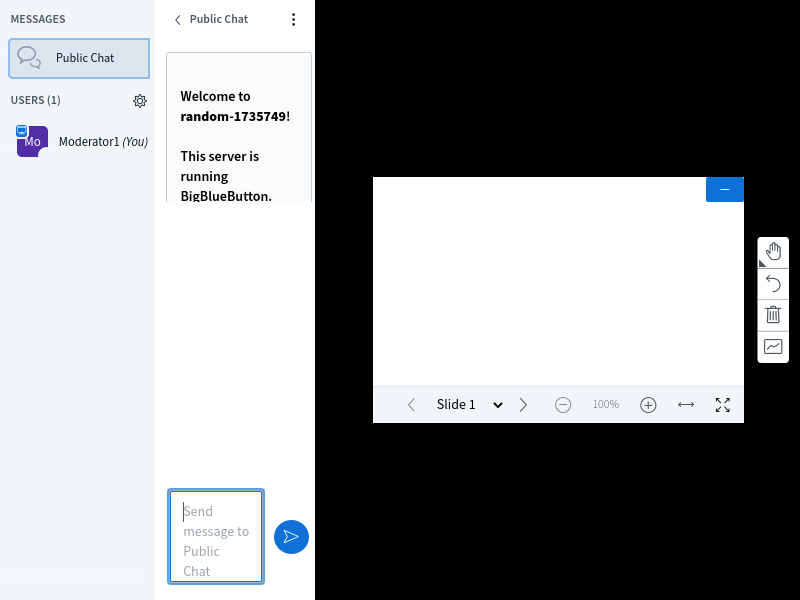 MESSAGES
Public Chat
USERS (1)
Mo
Moderator1 (You)
Public Chat
Welcome to
random-1735749!
This server is
running
BigBlueButton.
Send
message to
Public
Chat
Slide 1
100%